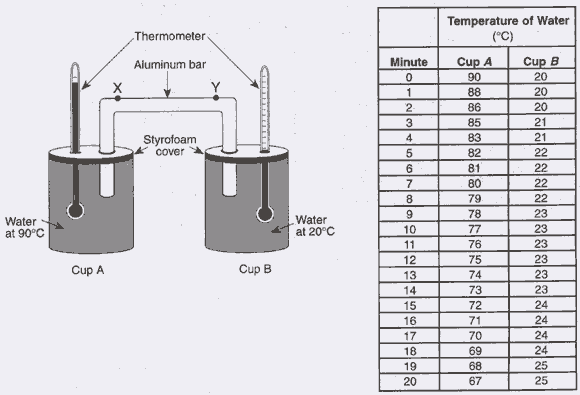 Thermometer
Aluminum bar
X
Y
Styrofoam
cover
Water
at 90°C
Water
at 20°C
Cup A
Cup B
Temperature of Water
(°C)
Minute Cup A Cup B
0 90 20
1 88 20
2 86 20
3 85 21
4 83 21
5 82 22
6 81 22
7 80 22
8 79 22
9 78 23
10 77 23
11 76 23
12 75 23
13 74 23
14 73 23
15 72 24
16 71 24
17 70 24
18 69 24
19 68 25
20 67 25